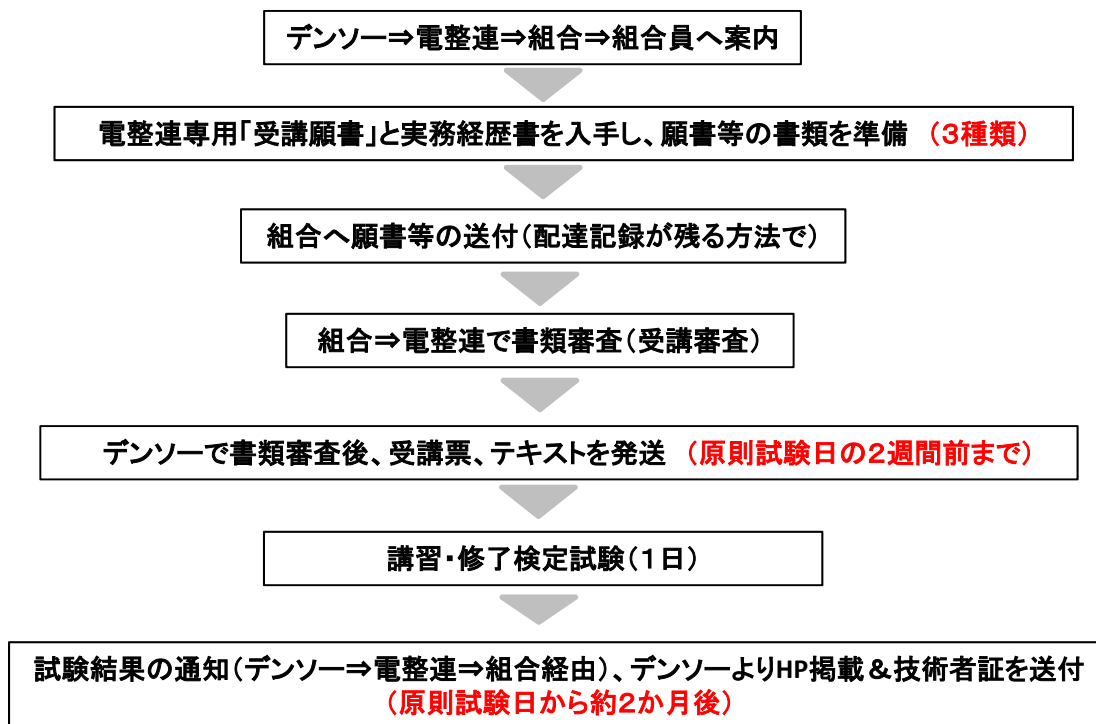 デンソー⇒電整連⇒組合⇒組合員へ案内
電整連専用「受講願書」と実務経歴書を入手し、願書等の書類を準備 (3種類)
組合へ願書等の送付(配達記録が残る方法で)
組合⇒電整連で書類審査(受講審査)
デンソーで書類審査後、受講票、テキストを発送 (原則試験日の2週間前まで)
講習・修了検定試験(1日)
試験結果の通知(デンソー⇒電整連⇒組合経由)、デンソーよりHP掲載&技術者証を送付
(原則試験日から約2か月後)